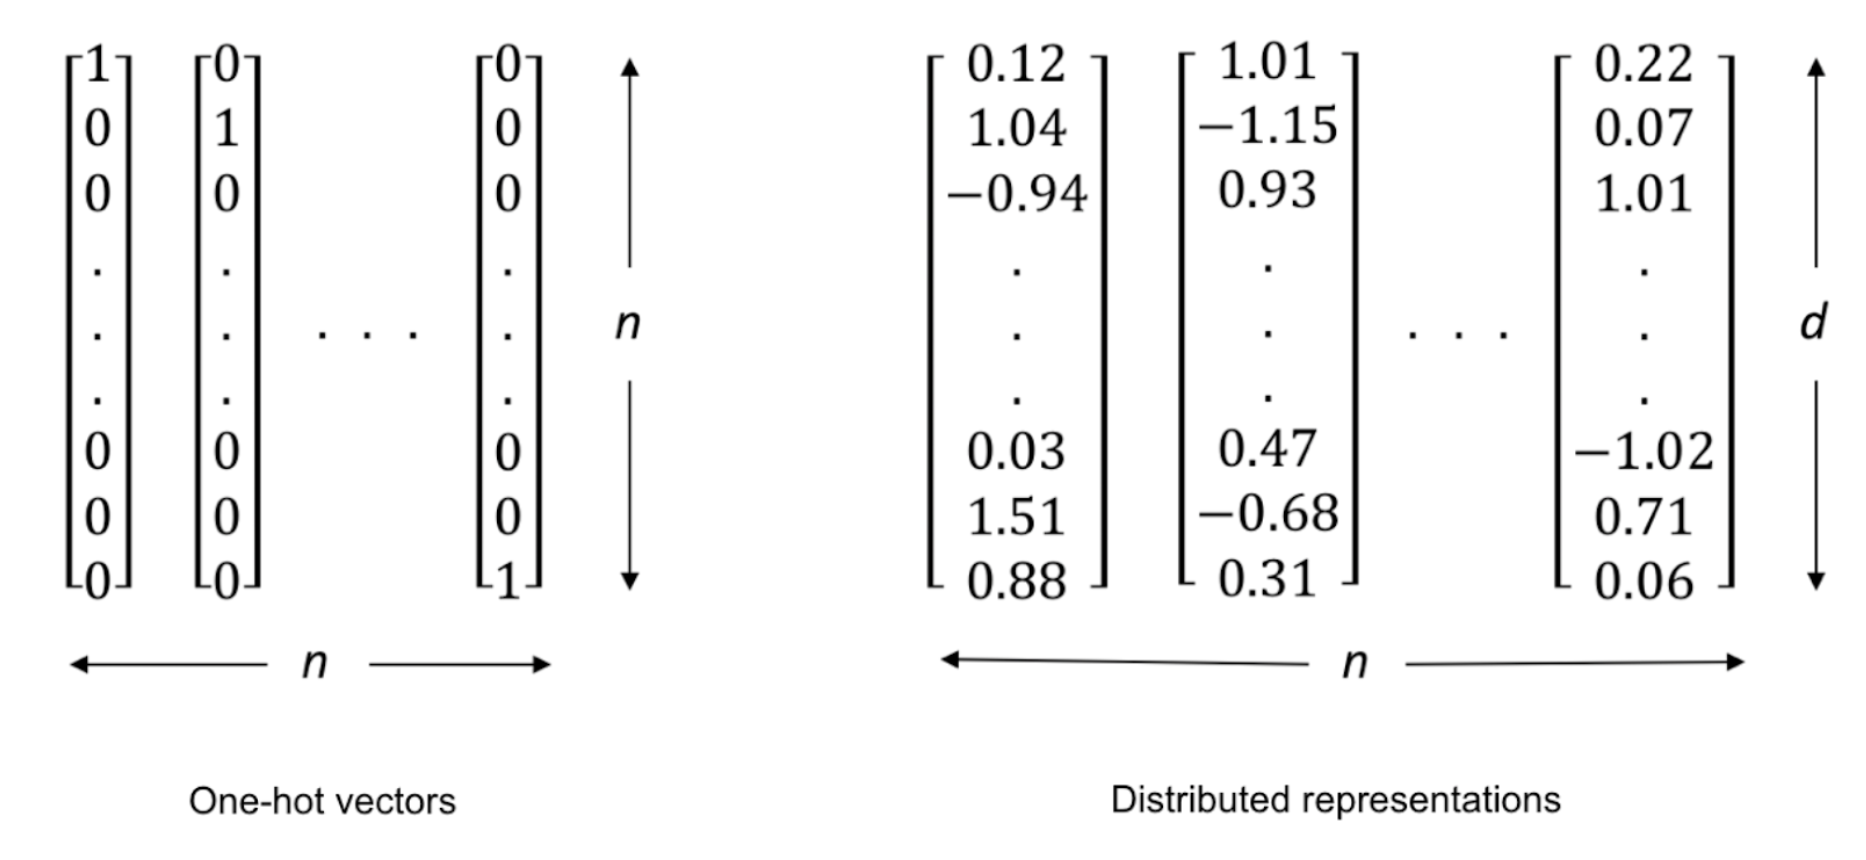 1 0 0 0.12 1.01 0.22
0 1 0 1.04 −1.15 0.07
0 0 0 −0.94 0.93 1.01
. . . . . .
. . . . . n . . . . . . d
. . . . . .
0 0 0 0.03 0.47 −1.02
0 0 0 1.51 −0.68 0.71
0 0 1 0.88 0.31 0.06
n n
One-hot vectors Distributed representations